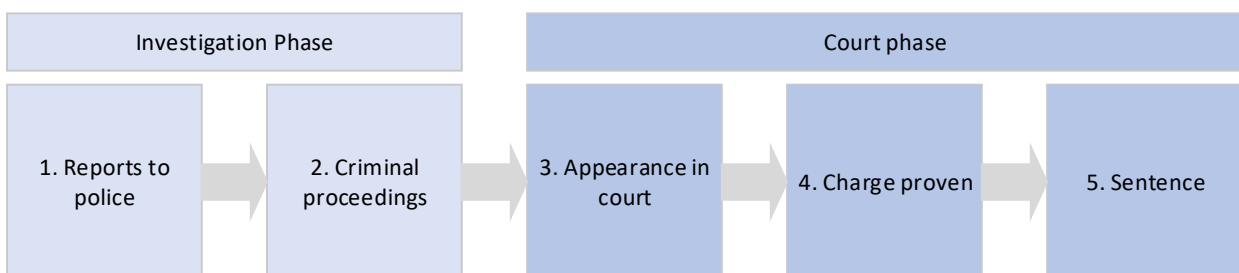 Investigation Phase
Court phase
1. Reports to
police
2. Criminal
proceedings
3. Appearance in
court
4. Charge proven
5. Sentence